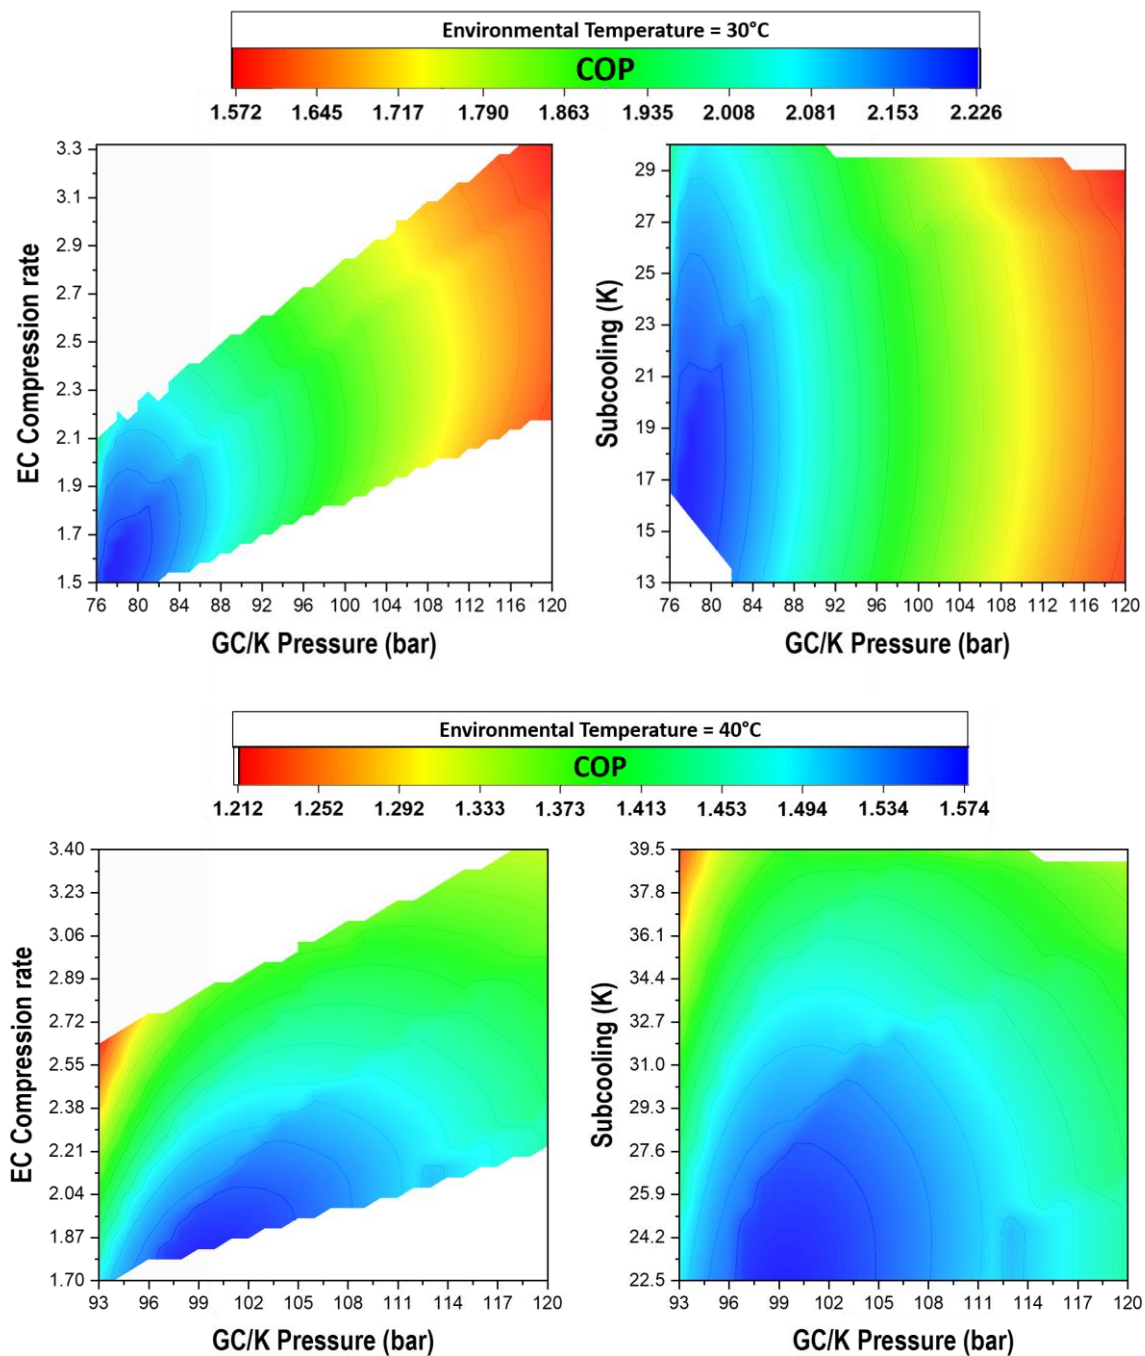 Environmental Temperature = 30°C
COP
1.572 1.645 1.717 1.790 1.863 1.935 2.008 2.081 2.153 2.226
EC Compression rate
3.3
3.1
2.9
2.7
2.5
2.3
2.1
1.9
1.7
1.5
76 80 84 88 92 96 100 104 108 112 116 120
GC/K Pressure (bar)
Subcooling (K)
29
27
25
23
21
19
17
15
13
76 80 84 88 92 96 100 104 108 112 116 120
GC/K Pressure (bar)
Environmental Temperature = 40°C
COP
1.212 1.252 1.292 1.333 1.373 1.413 1.453 1.494 1.534 1.574
EC Compression rate
3.40
3.23
3.06
2.89
2.72
2.55
2.38
2.21
2.04
1.87
1.70
93 96 99 102 105 108 111 114 117 120
GC/K Pressure (bar)
Subcooling (K)
39.5
37.8
36.1
34.4
32.7
31.0
29.3
27.6
25.9
24.2
22.5
93 96 99 102 105 108 111 114 117 120
GC/K Pressure (bar)